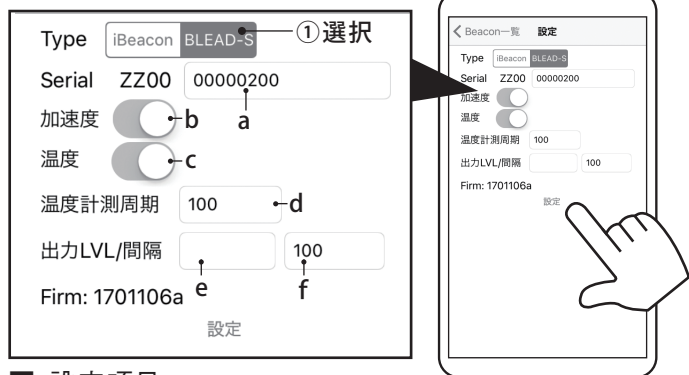 Type iBeacon BLEAD-S ①選択
Serial ZZ00 00000200
a
加速度 b
温度 c
温度計測周期 100 d
出力LVL/間隔 100
e f
Firm: 1701106a
設定
Beacon一覧 設定
Type iBeacon BLEAD-S
Serial ZZ00 00000200
加速度
温度
温度計測周期 100
出力LVL/間隔 100
Firm: 1701106a
設定